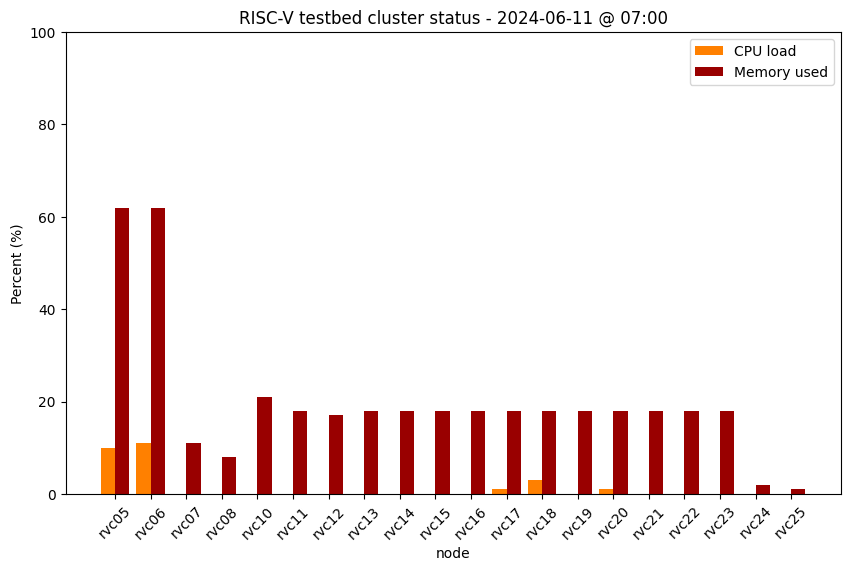 RISC-V testbed cluster status - 2024-06-11 @ 07:00
CPU load
Memory used
Percent (%)
100
80
60
40
20
0
rvc05
rvc06
rvc07
rvc08
rvc10
rvc11
rvc12
rvc13
rvc14
rvc15
rvc16
rvc17
rvc18
rvc19
rvc20
rvc21
rvc22
rvc23
rvc24
rvc25
node